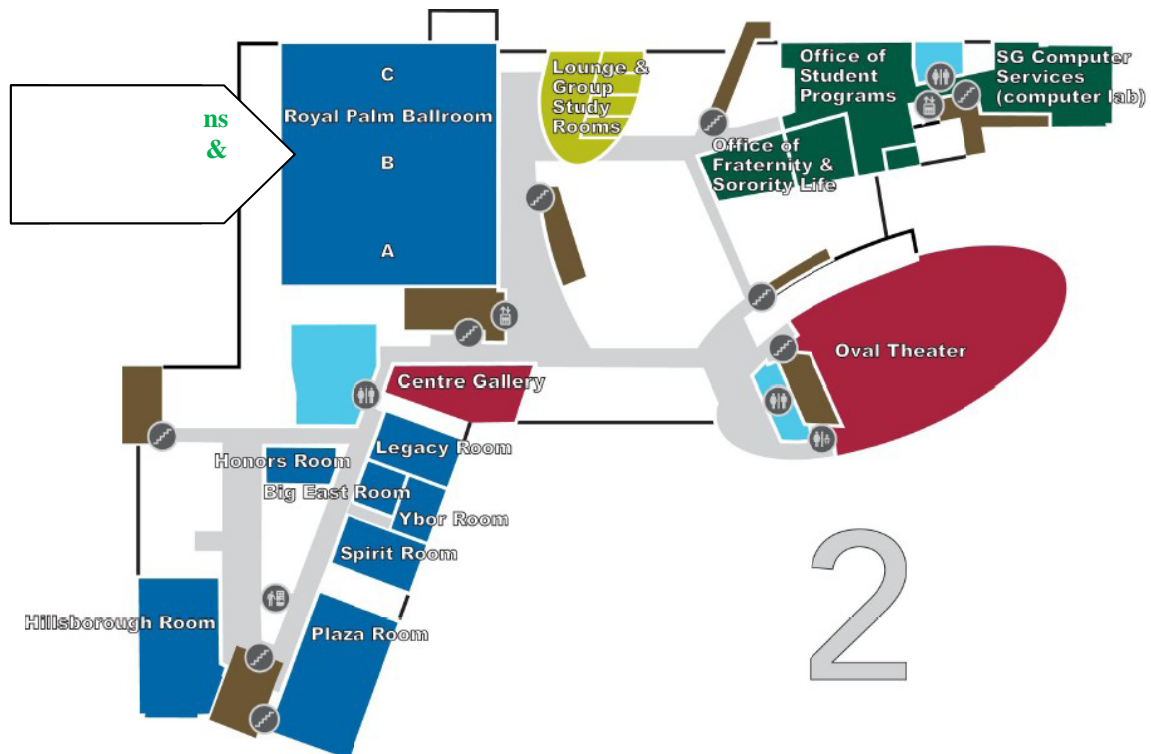 ns
&
C
Royal Palm Ballroom
B
A
Lounge &
Group
Study
Rooms
Office of
Student
Programs
SG Computer
Services
(computer lab)
Office of
Fraternity &
Sorority Life
Oval Theater
Centre Gallery
Legacy Room
Honors Room
Big East Room
Ybor Room
Spirit Room
Hillsborough Room
Plaza Room
2